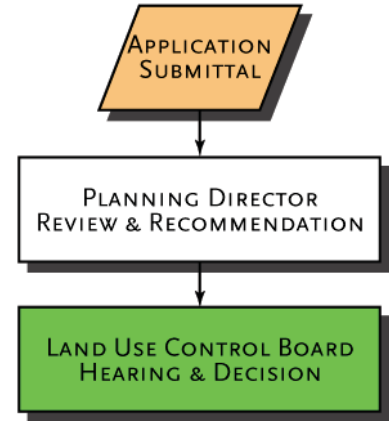 APPLICATION
SUBMITTAL
PLANNING DIRECTOR
REVIEW & RECOMMENDATION
LAND USE CONTROL BOARD
HEARING & DECISION